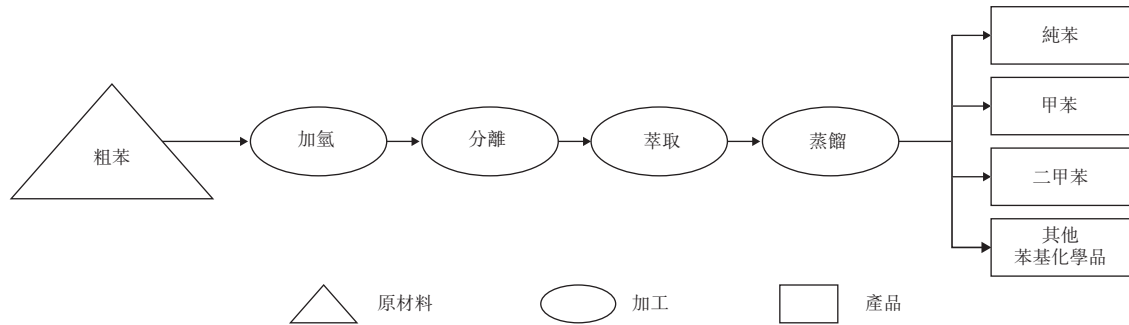 粗苯
加氫
分離
萃取
蒸餾
純苯
甲苯
二甲苯
其他
苯基化學品
原材料
加工
產品